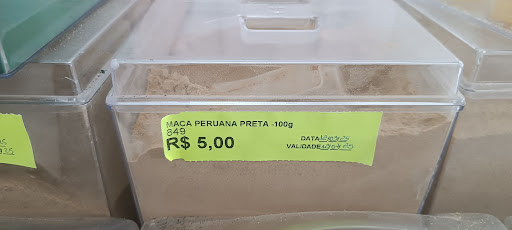 MACA PERUANA PRETA -100g
849
R$ 5,00
DATA
VALIDADE